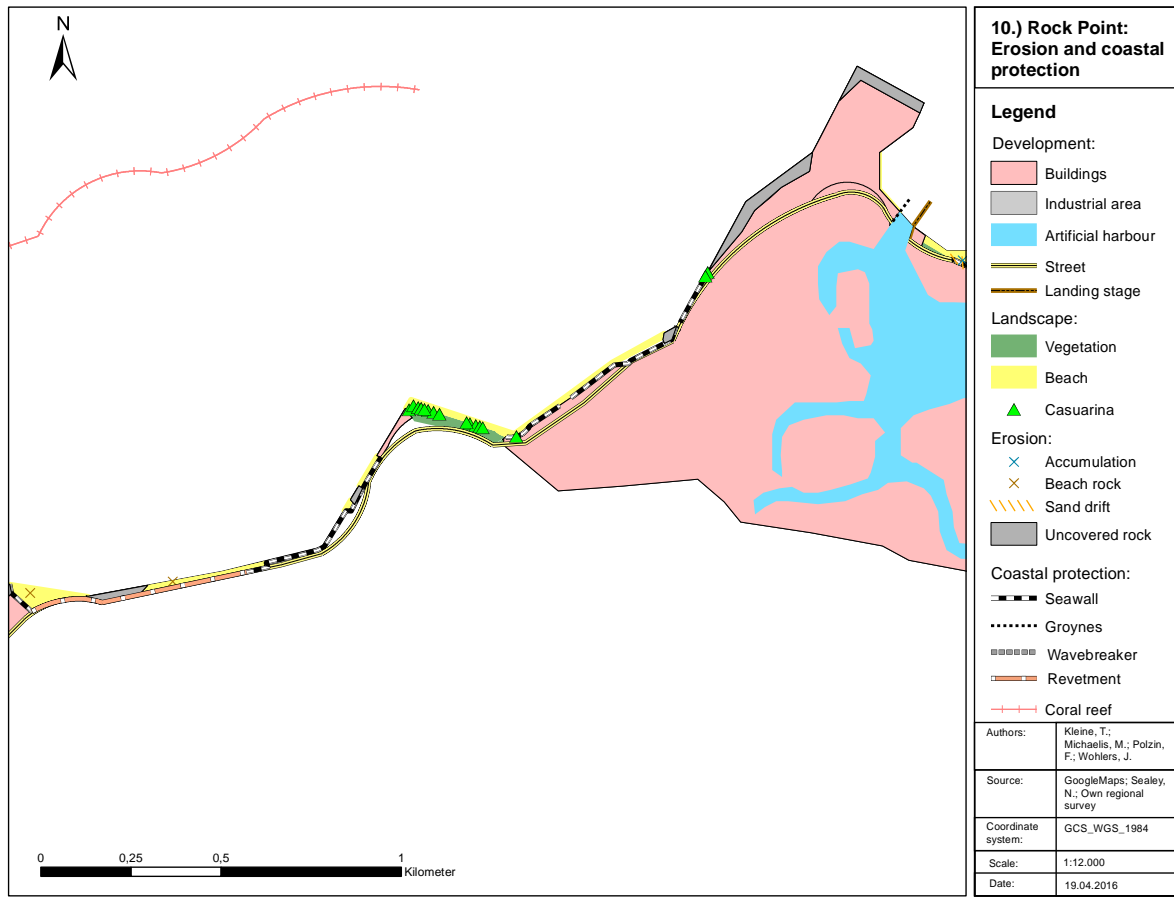 N
0
0,25
0,5
1
Kilometer
10.) Rock Point:
Erosion and coastal
protection
Legend
Development:
Buildings
Industrial area
Artificial harbour
Street
Landing stage
Landscape:
Vegetation
Beach
Casuarina
Erosion:
Accumulation
Beach rock
Sand drift
Uncovered rock
Coastal protection:
Seawall
Groynes
Wavebreaker
Revetment
Coral reef
Authors:
Kleine, T.;
Michaelis, M.; Polzin,
F.; Wohlers, J.
Source:
GoogleMaps; Sealey,
N.; Own regional
survey
Coordinate
system:
GCS_WGS_1984
Scale:
1:12.000
Date:
19.04.2016